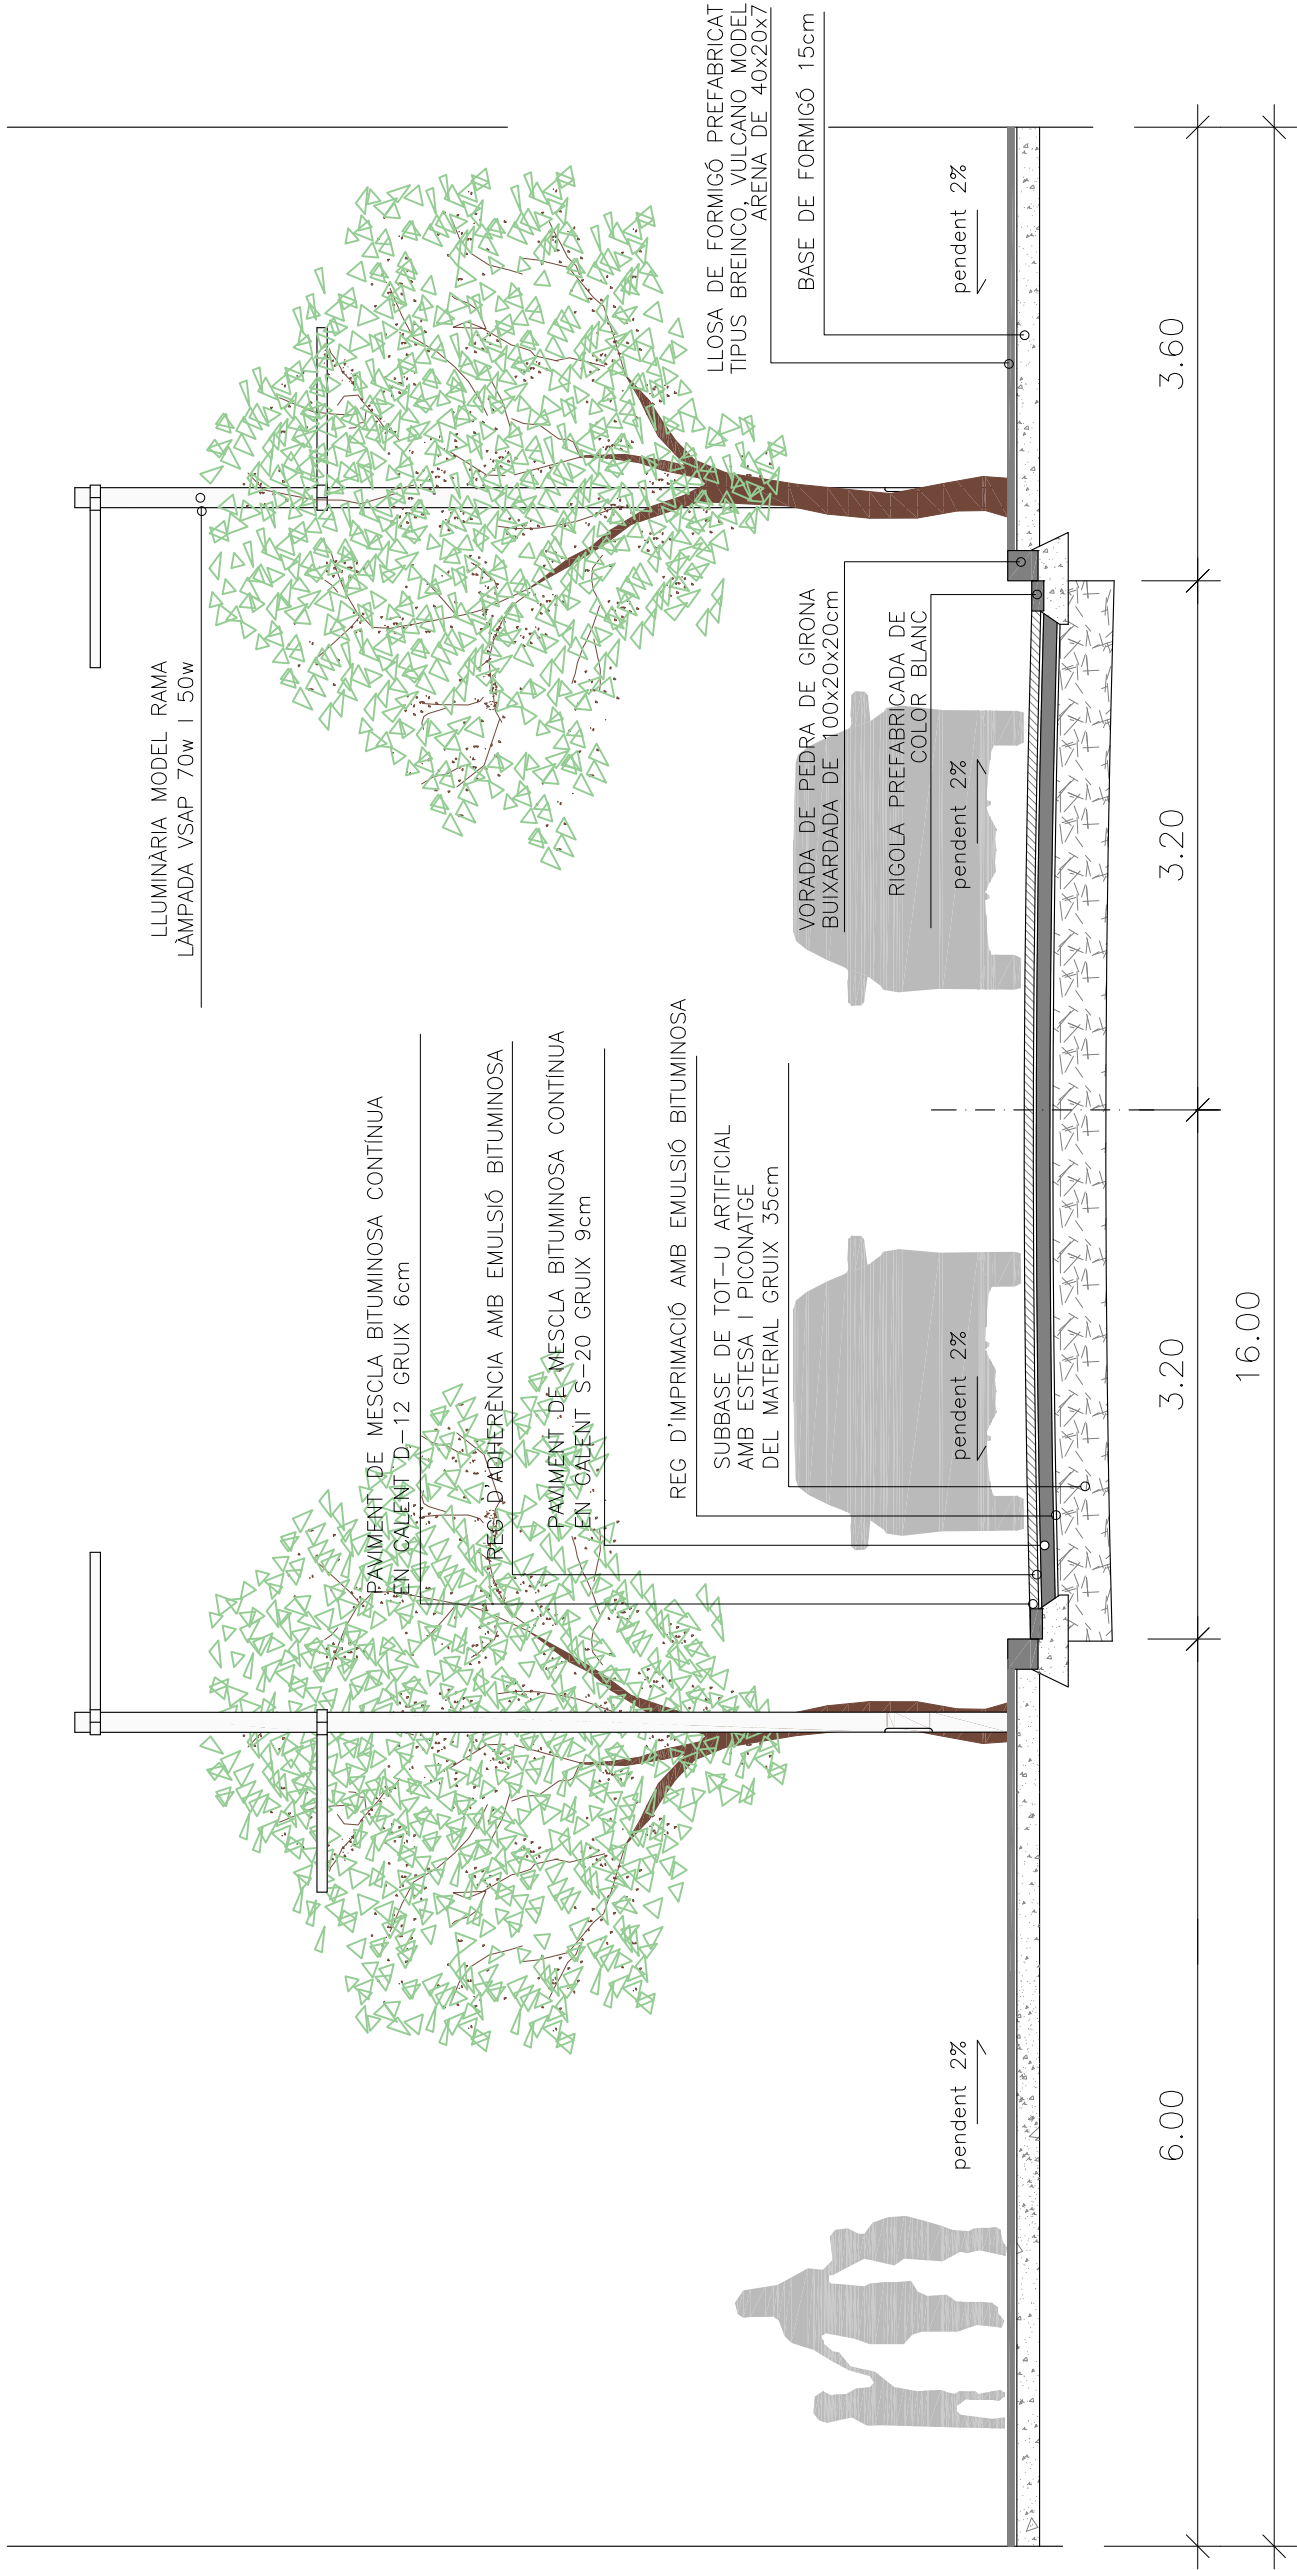 LLUMINÀRIA MODEL RAMA
LÀMPADA VSAP 70w I 50w
PAVIMENT DE MESCLA BITUMINOSA CONTÍNUA
EN CALENT D-12 GRUIX 6cm
REG D'ADHERÈNCIA AMB EMULSIÓ BITUMINOSA
PAVIMENT DE MESCLA BITUMINOSA CONTÍNUA
EN CALENT S-20 GRUIX 9cm
REG D'IMPRIMACIÓ AMB EMULSIÓ BITUMINOSA
SUBBASE DE TOT-U ARTIFICIAL
AMB ESTESA I PICONATGE
DEL MATERIAL GRUIX 35cm
LLOSA DE FORMIGÓ PREFABRICAT
TIPUS BREINCO, VULCANO MODEL
ARENA DE 40x20x7
BASE DE FORMIGÓ 15cm
VORADA DE PEDRA DE GIRONA
BUIXARDADA DE 100x20x20cm
RIGOLA PREFABRICADA DE
COLOR BLANC
pendent 2%
pendent 2%
pendent 2%
pendent 2%
6.00
3.20
3.20
3.60
16.00